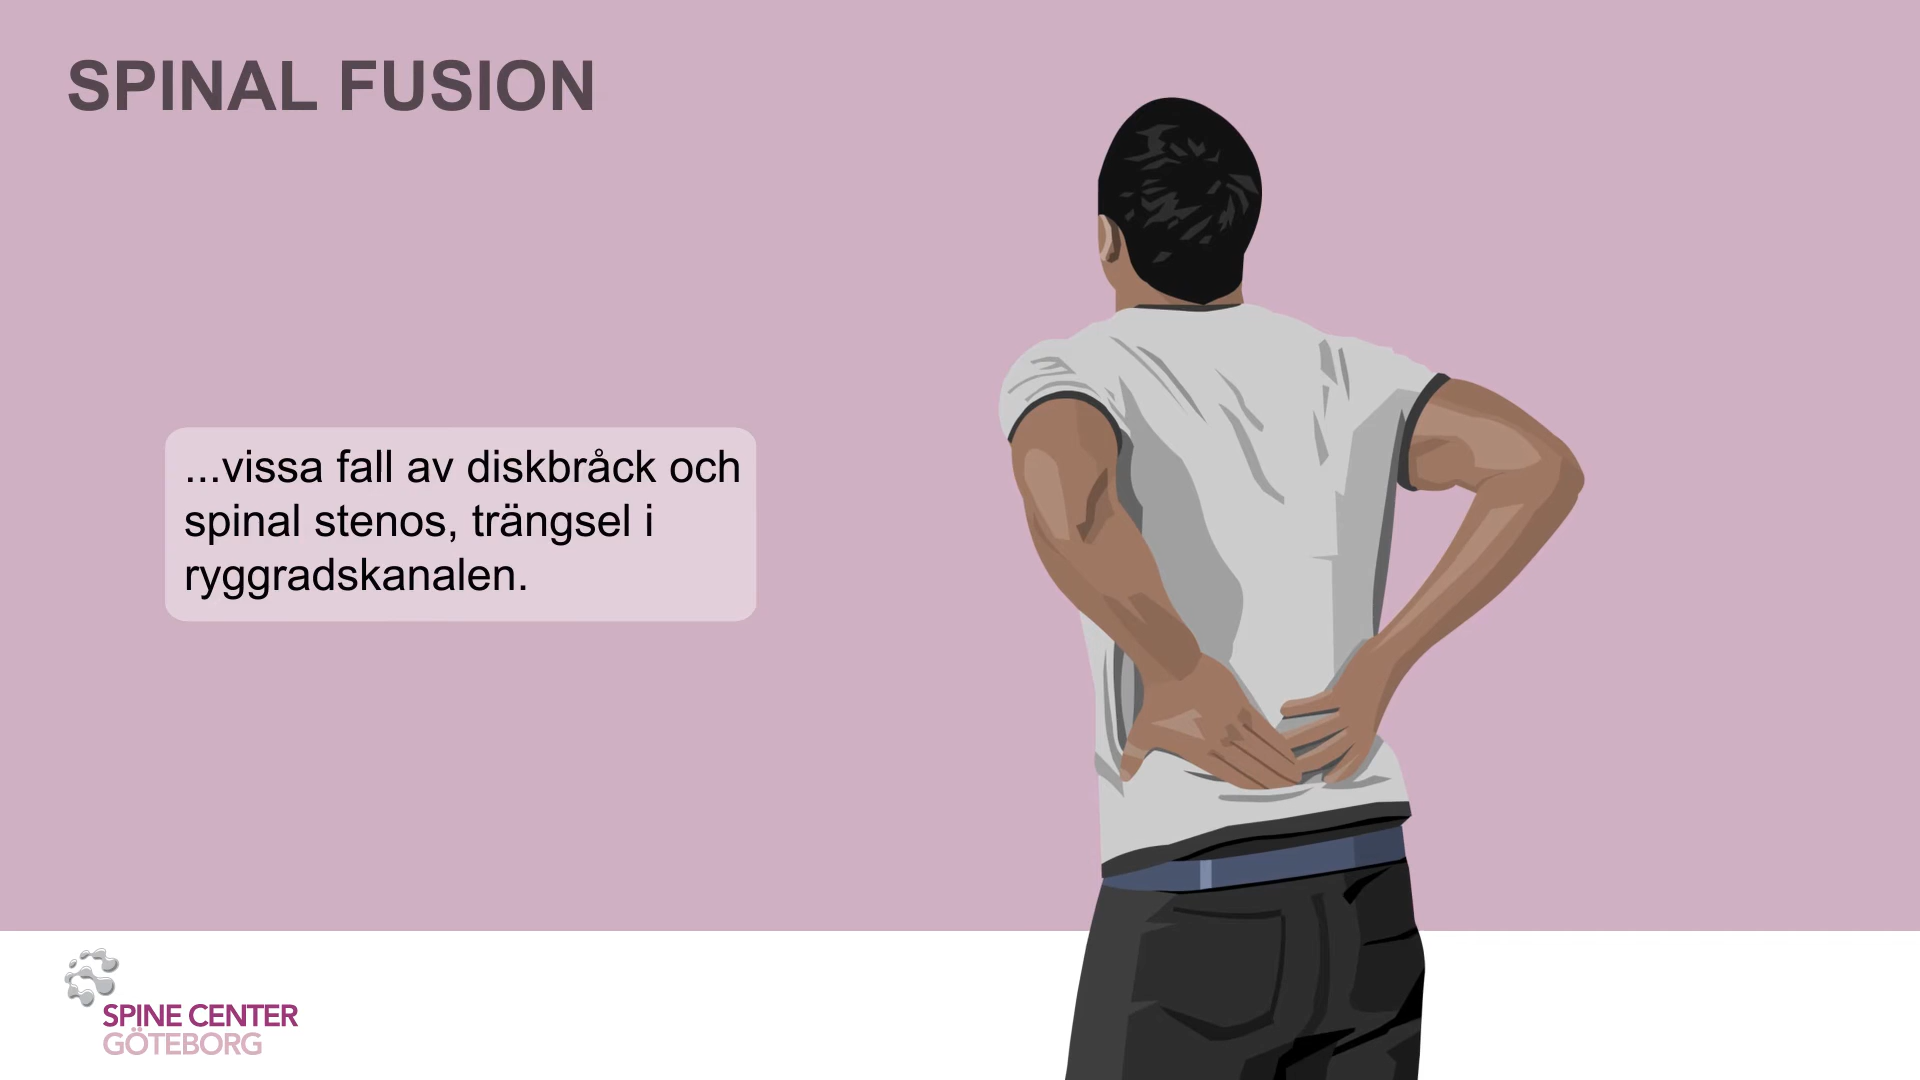 SPINAL FUSION
...vissa fall av diskbråck och
spinal stenos, trängsel i
ryggradskanalen.
SPINE CENTER
GÖTEBORG